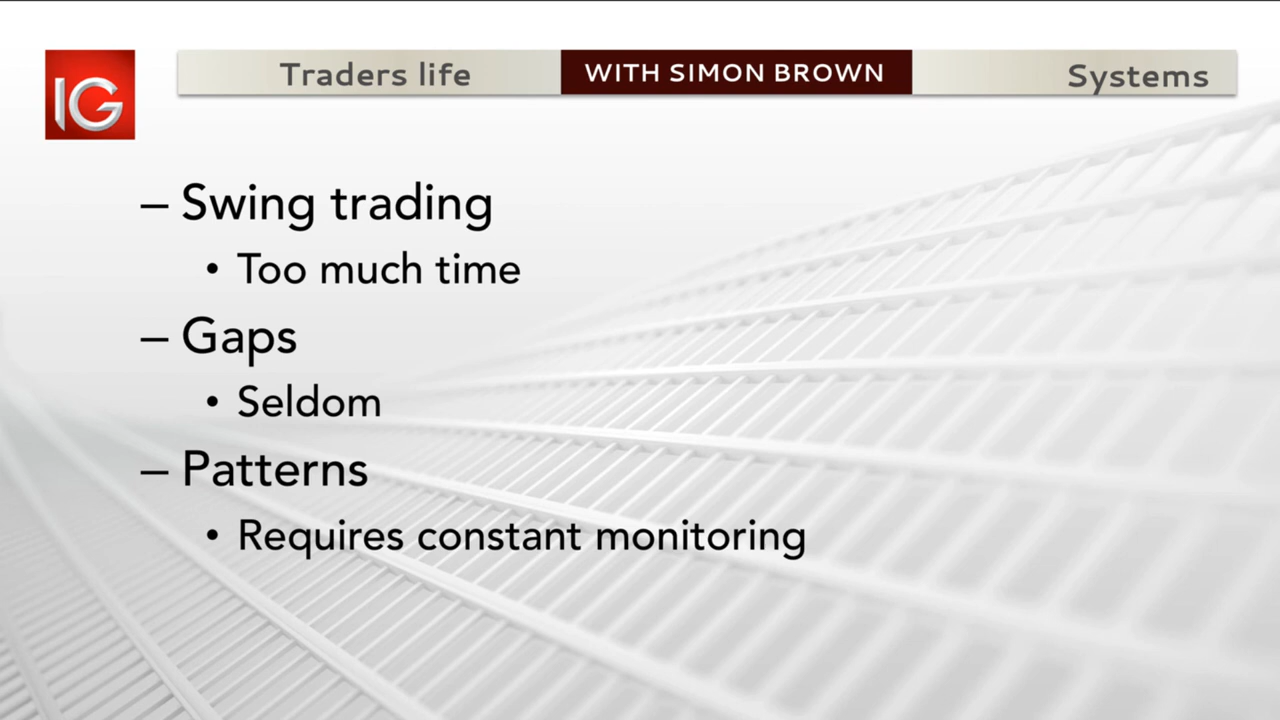 IG
Traders life
WITH SIMON BROWN
Systems
– Swing trading
• Too much time
– Gaps
• Seldom
– Patterns
• Requires constant monitoring